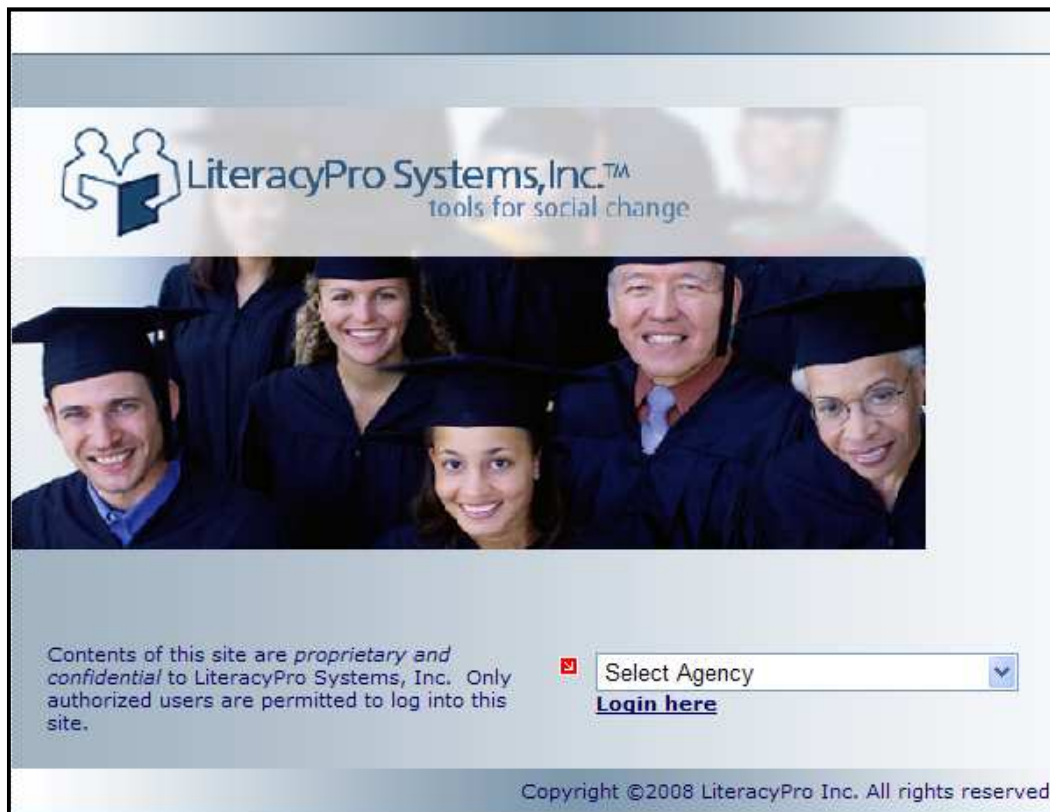 LiteracyPro Systems,Inc.™
tools for social change
Contents of this site are proprietary and
confidential to LiteracyPro Systems, Inc. Only
authorized users are permitted to log into this
site.
Select Agency
Login here
Copyright ©2008 LiteracyPro Inc. All rights reserved